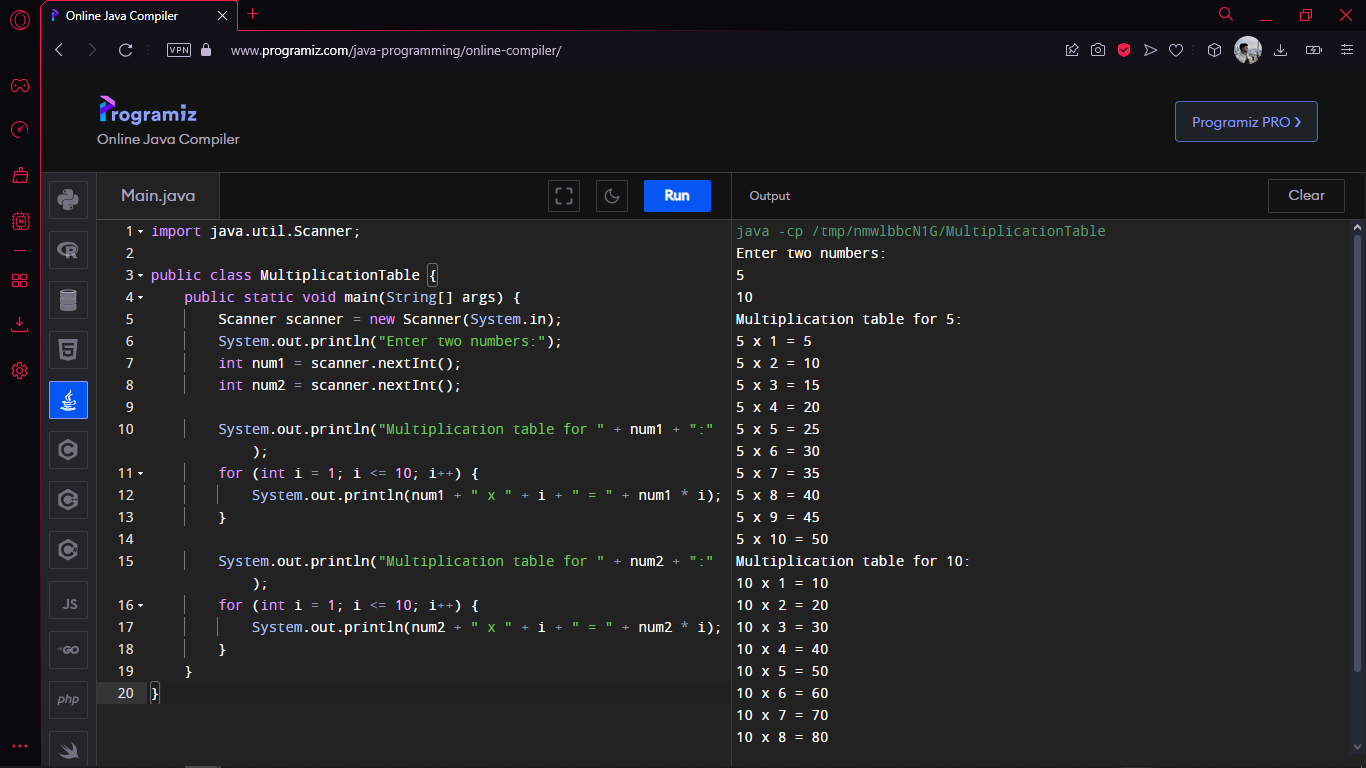 Online Java Compiler
VPN
www.programiz.com/java-programming/online-compiler/
Programiz
Online Java Compiler
Programiz PRO ❯
Main.java
Run
Output
Clear
JS
GO
php
1 import java.util.Scanner;
2
3 public class MultiplicationTable {
4 public static void main(String[] args) {
5 Scanner scanner = new Scanner(System.in);
6 System.out.println("Enter two numbers:");
7 int num1 = scanner.nextInt();
8 int num2 = scanner.nextInt();
9
10 System.out.println("Multiplication table for " + num1 + ":"
);
11 for (int i = 1; i <= 10; i++) {
12 System.out.println(num1 + " x " + i + " = " + num1 * i);
13 }
14
15 System.out.println("Multiplication table for " + num2 + ":"
);
16 for (int i = 1; i <= 10; i++) {
17 System.out.println(num2 + " x " + i + " = " + num2 * i);
18 }
19 }
20 }
java -cp /tmp/nmwlbbcN1G/MultiplicationTable
Enter two numbers:
5
10
Multiplication table for 5:
5 x 1 = 5
5 x 2 = 10
5 x 3 = 15
5 x 4 = 20
5 x 5 = 25
5 x 6 = 30
5 x 7 = 35
5 x 8 = 40
5 x 9 = 45
5 x 10 = 50
Multiplication table for 10:
10 x 1 = 10
10 x 2 = 20
10 x 3 = 30
10 x 4 = 40
10 x 5 = 50
10 x 6 = 60
10 x 7 = 70
10 x 8 = 80